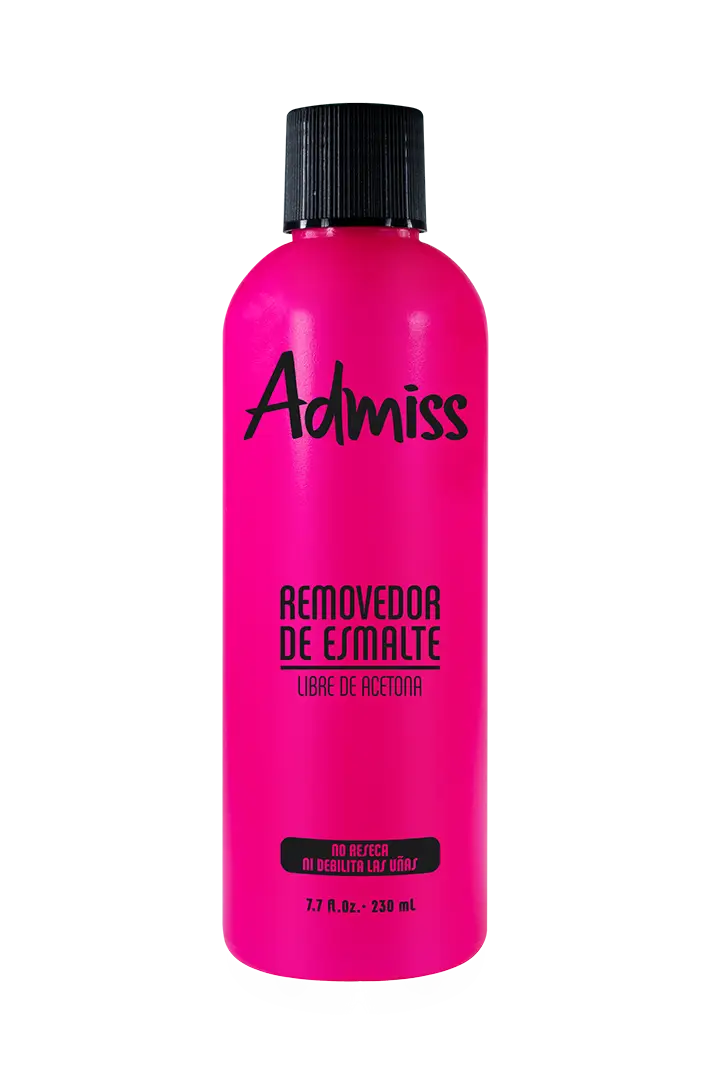 Admiss
REMOVEDOR
DE ESMALTE
LIBRE DE ACETONA
NO RESECA
NI DEBILITA LAS UÑAS
7.7 fl.Oz.- 230 mL